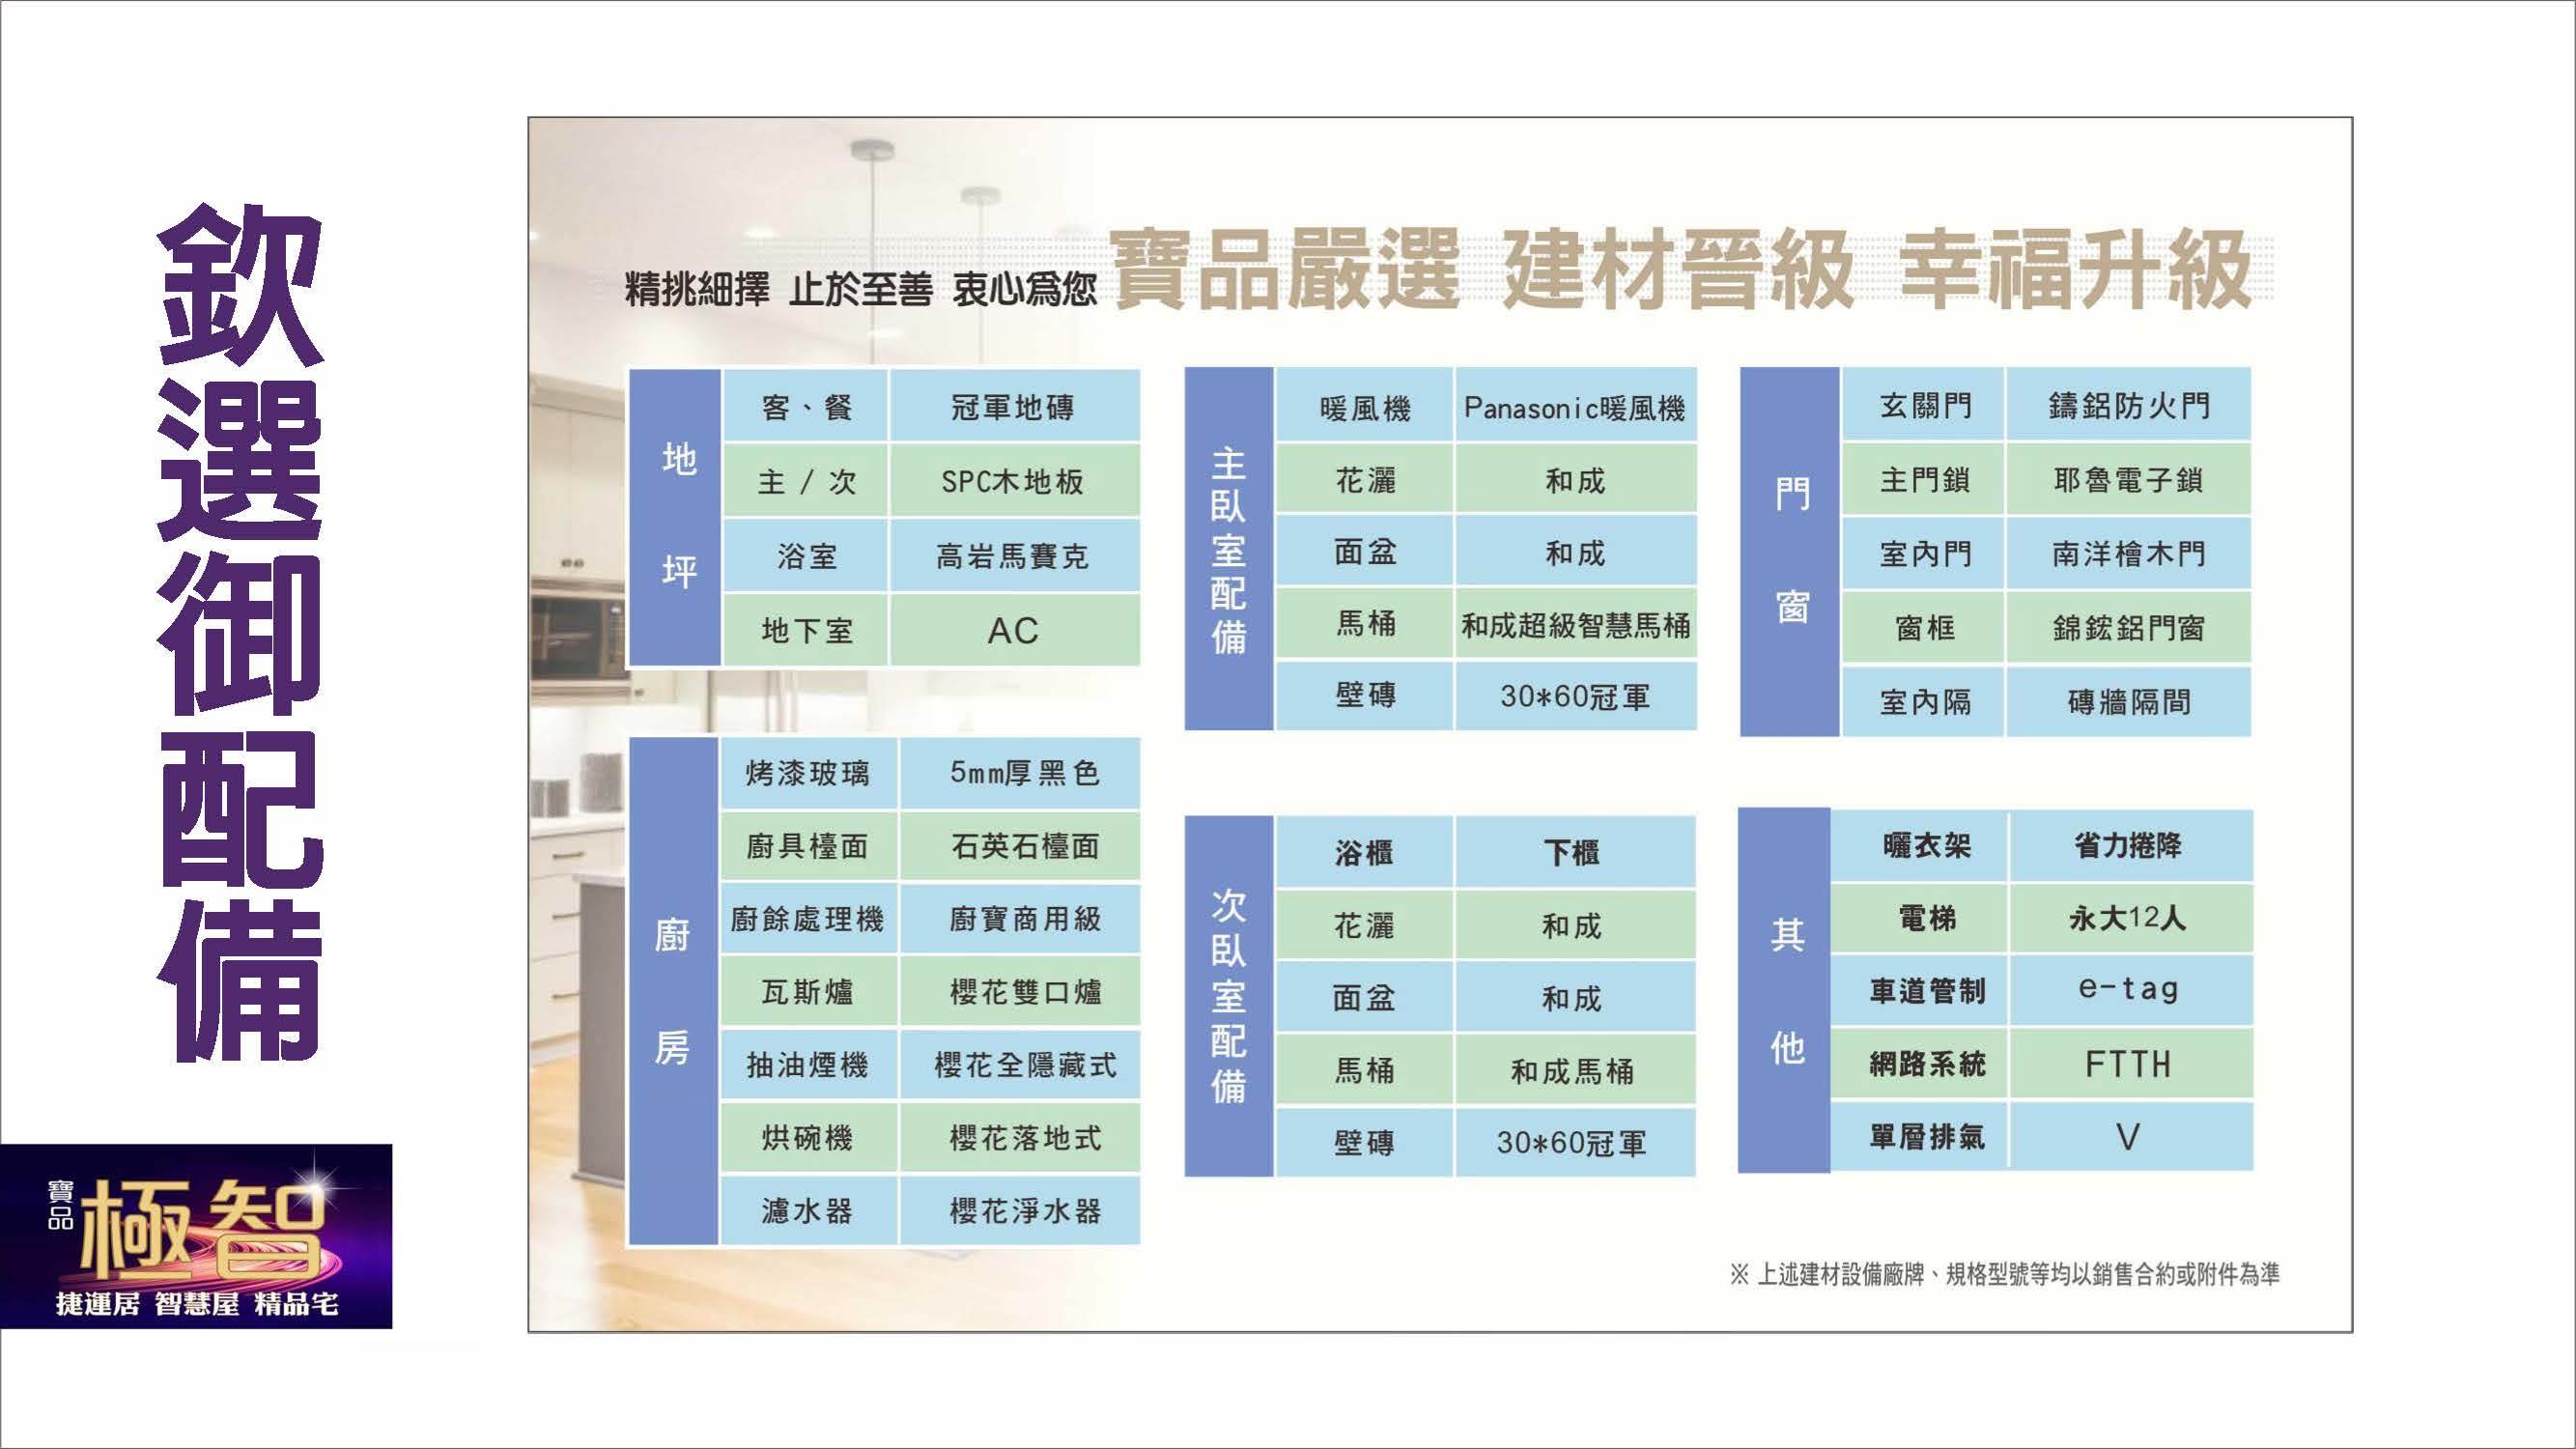 欽選御配備
精挑細擇 止於至善 衷心爲您 寶品嚴選 建材晉級 幸福升級
地坪
客、餐 冠軍地磚
主 / 次 SPC木地板
浴室 高岩馬賽克
地下室 AC
廚房
烤漆玻璃 5mm厚黑色
廚具檯面 石英石檯面
廚餘處理機 廚寶商用級
瓦斯爐 櫻花雙口爐
抽油煙機 櫻花全隱藏式
烘碗機 櫻花落地式
濾水器 櫻花淨水器
主臥室配備
暖風機 Panasonic暖風機
花灑 和成
面盆 和成
馬桶 和成超級智慧馬桶
壁磚 30*60冠軍
次臥室配備
浴櫃 下櫃
花灑 和成
面盆 和成
馬桶 和成馬桶
壁磚 30*60冠軍
門窗
玄關門 鑄鋁防火門
主門鎖 耶魯電子鎖
室內門 南洋檜木門
窗框 錦鋐鋁門窗
室內隔 磚牆隔間
其他
曬衣架 省力捲降
電梯 永大12人
車道管制 e-tag
網路系統 FTTH
單層排氣 V
※ 上述建材設備廠牌、規格型號等均以銷售合約或附件為準
寶品 極智
捷運居 智慧屋 精品宅